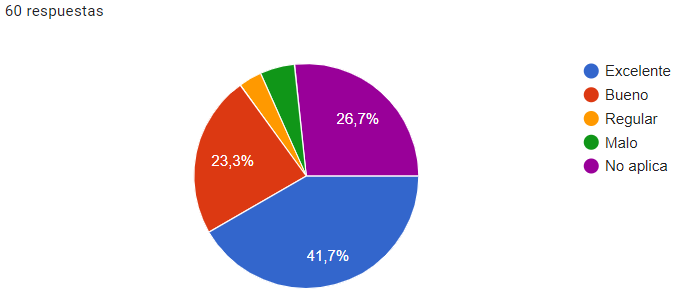 60 respuestas
Excelente
Bueno
Regular
Malo
No aplica
26,7%
23,3%
41,7%